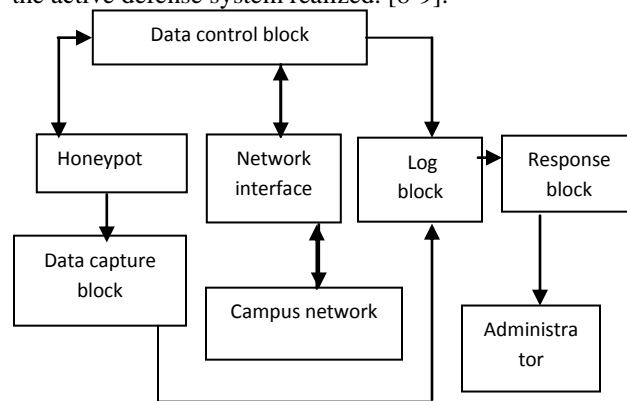 the active defense system realized. [8-9].
Data control block
Honeypot
Network
interface
Log
block
Response
block
Data capture
block
Campus network
Administra
tor